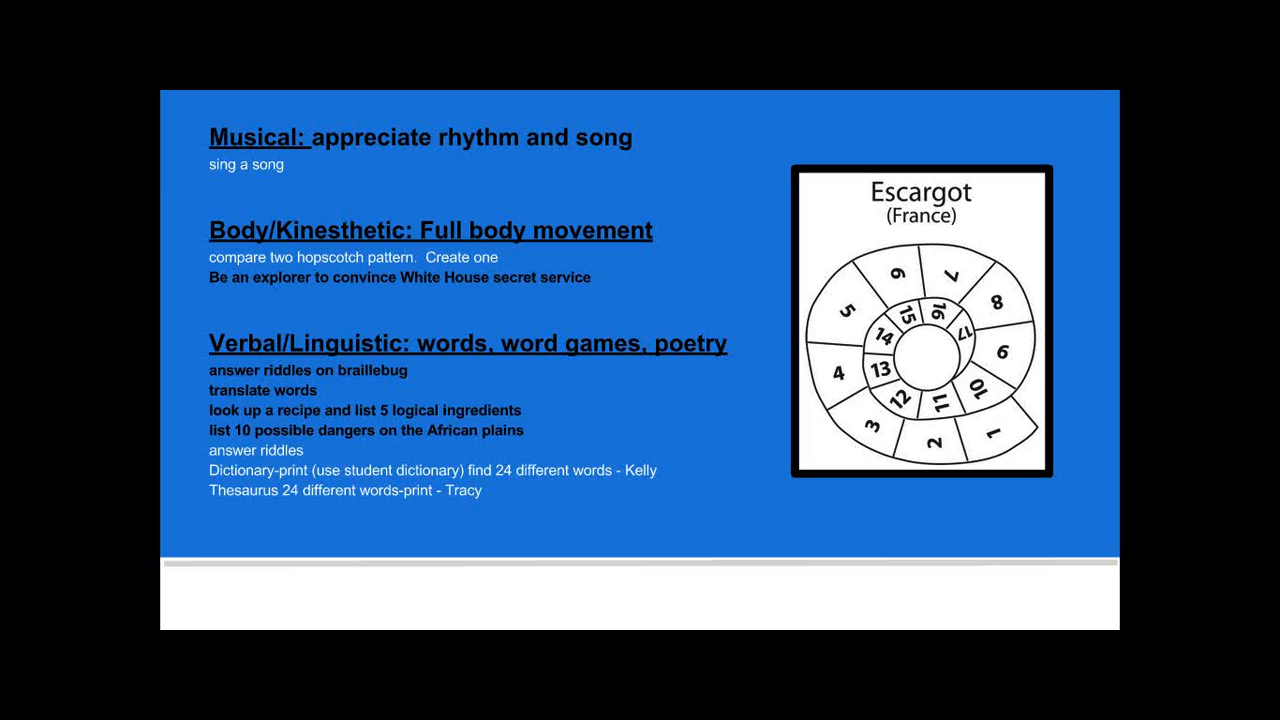 Musical: appreciate rhythm and song
sing a song
Body/Kinesthetic: Full body movement
compare two hopscotch pattern.  Create one
Be an explorer to convince White House secret service
Verbal/Linguistic: words, word games, poetry
answer riddles on braillebug
translate words
look up a recipe and list 5 logical ingredients
list 10 possible dangers on the African plains
answer riddles
Dictionary-print (use student dictionary) find 24 different words - Kelly
Thesaurus 24 different words-print - Tracy
Escargot
(France)
1
2
3
4
5
6
7
8
9
10
11
12
13
14
15
16
17